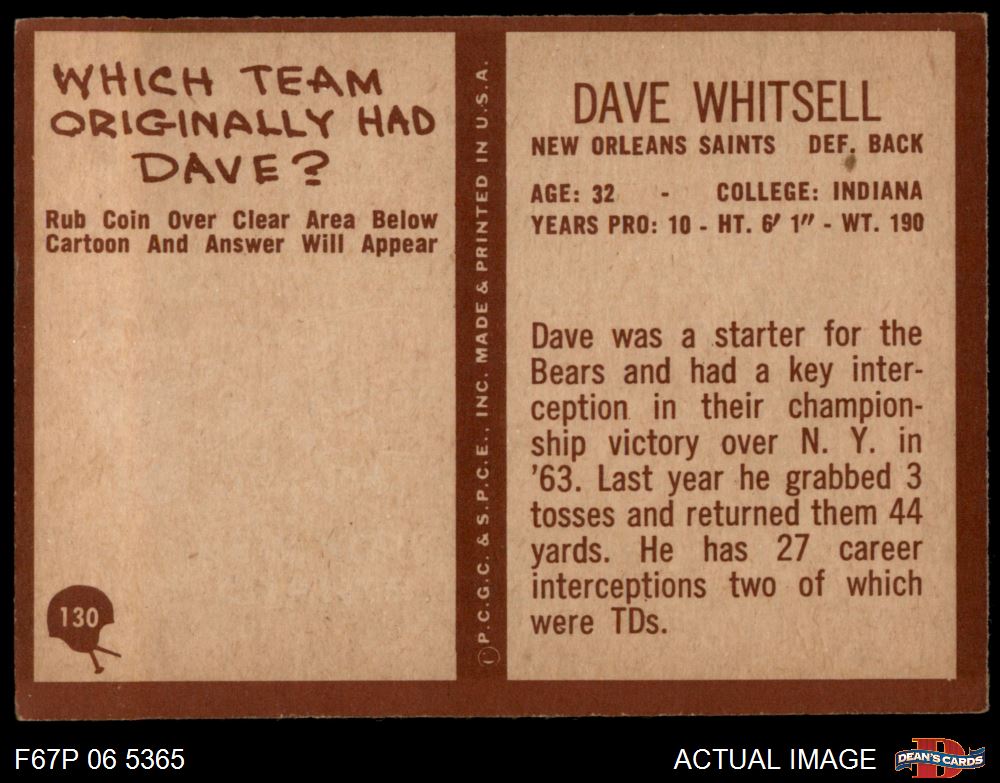 WHICH TEAM
ORIGINALLY HAD
DAVE?
Rub Coin Over Clear Area Below
Cartoon And Answer Will Appear
130
P.C.G.C. & S.P.C.E., INC. MADE & PRINTED IN U.S.A.
DAVE WHITSELL
NEW ORLEANS SAINTS DEF. BACK
AGE: 32 - COLLEGE: INDIANA
YEARS PRO: 10 - HT. 6' 1" - WT. 190
Dave was a starter for the
Bears and had a key inter-
ception in their champion-
ship victory over N. Y. in
'63. Last year he grabbed 3
tosses and returned them 44
yards. He has 27 career
interceptions two of which
were TDs.
F67P 06 5365
ACTUAL IMAGE
D
DEAN'S CARDS